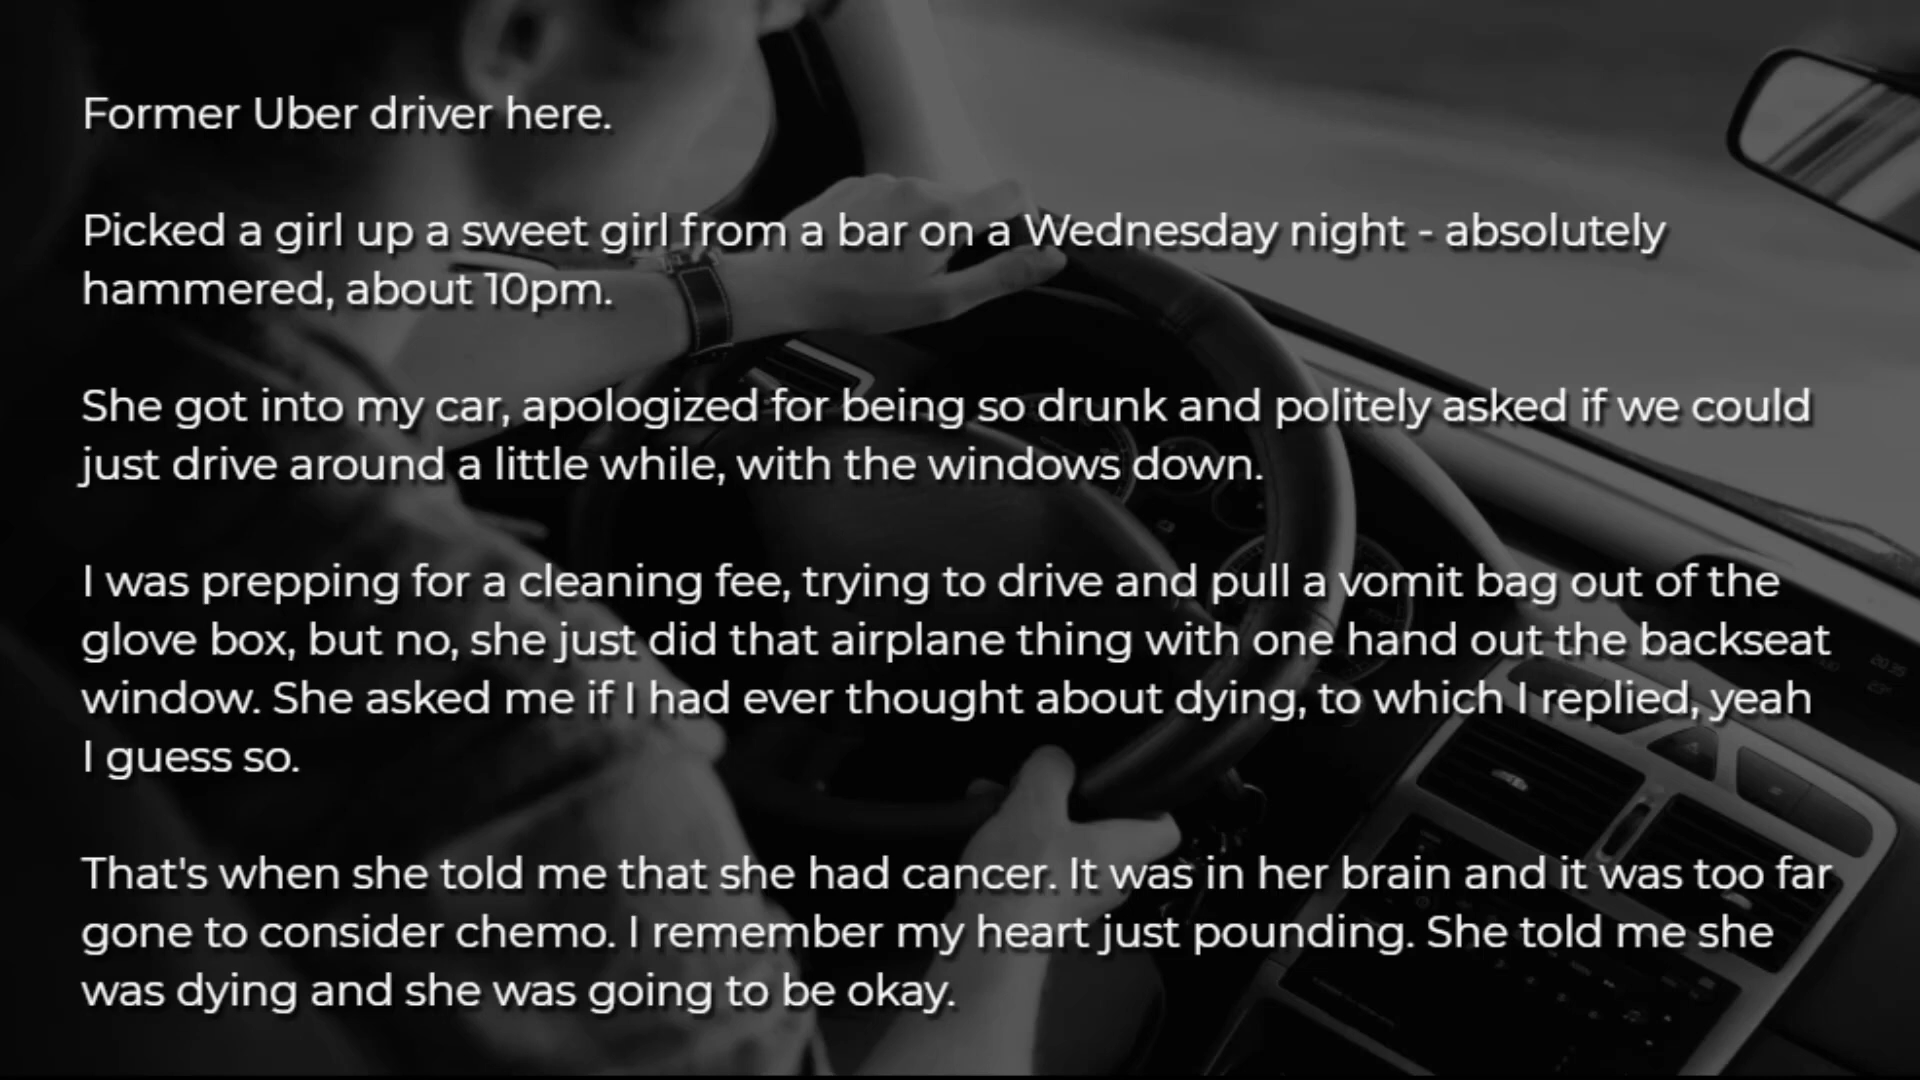 Former Uber driver here.
Picked a girl up a sweet girl from a bar on a Wednesday night - absolutely
hammered, about 10pm.
She got into my car, apologized for being so drunk and politely asked if we could
just drive around a little while, with the windows down.
I was prepping for a cleaning fee, trying to drive and pull a vomit bag out of the
glove box, but no, she just did that airplane thing with one hand out the backseat
window. She asked me if I had ever thought about dying, to which I replied, yeah
I guess so.
That's when she told me that she had cancer. It was in her brain and it was too far
gone to consider chemo. I remember my heart just pounding. She told me she
was dying and she was going to be okay.